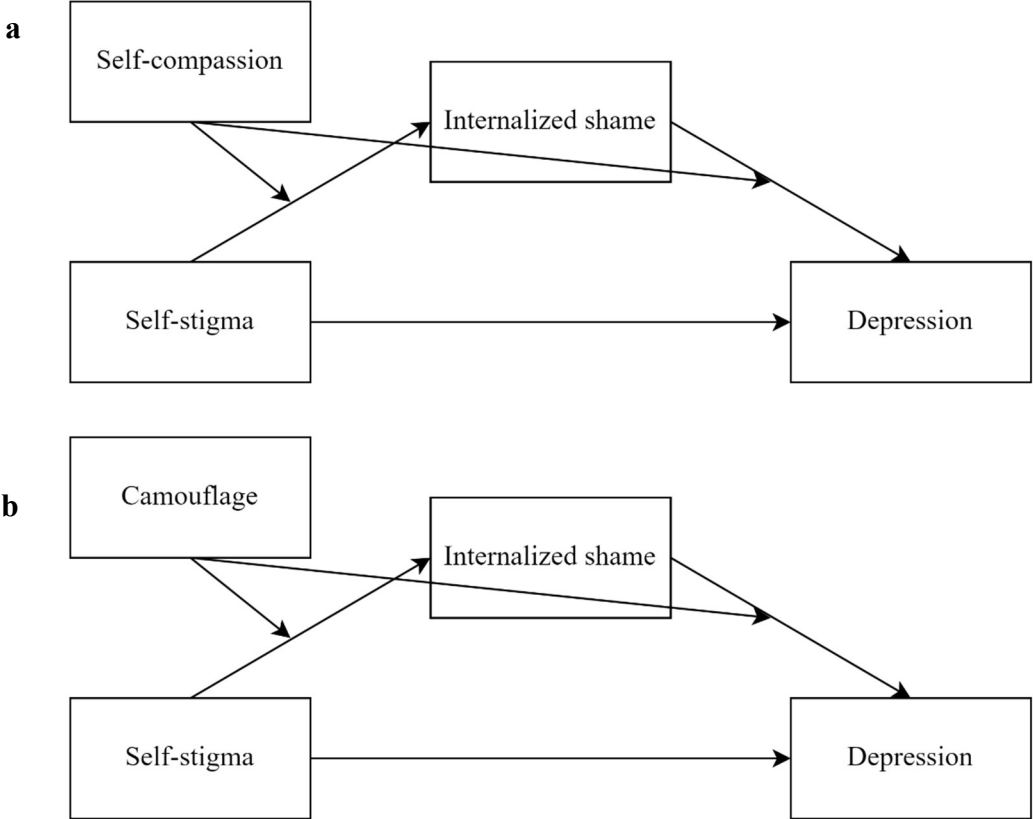 a
Self-compassion
Internalized shame
Self-stigma
Depression
b
Camouflage
Internalized shame
Self-stigma
Depression